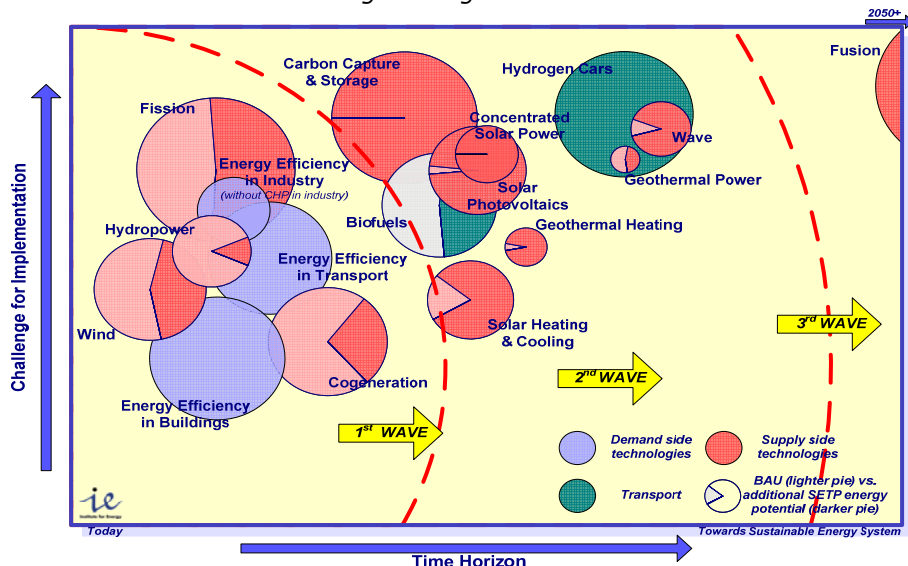 2050+
Fusion
Carbon Capture
& Storage
Hydrogen Cars
Fission
Concentrated
Solar Power
Wave
Energy Efficiency
in Industry
(without CHP in industry)
Geothermal Power
Solar
Photovoltaics
Biofuels
Geothermal Heating
Hydropower
Energy Efficiency
in Transport
Wind
Solar Heating
& Cooling
3rd WAVE
2nd WAVE
Cogeneration
Energy Efficiency
in Buildings
1st WAVE
Demand side
technologies
Supply side
technologies
Transport
BAU (lighter pie) vs.
additional SETP energy
potential (darker pie)
ie
Institute for Energy
Today
Towards Sustainable Energy System
Time Horizon
Challenge for Implementation